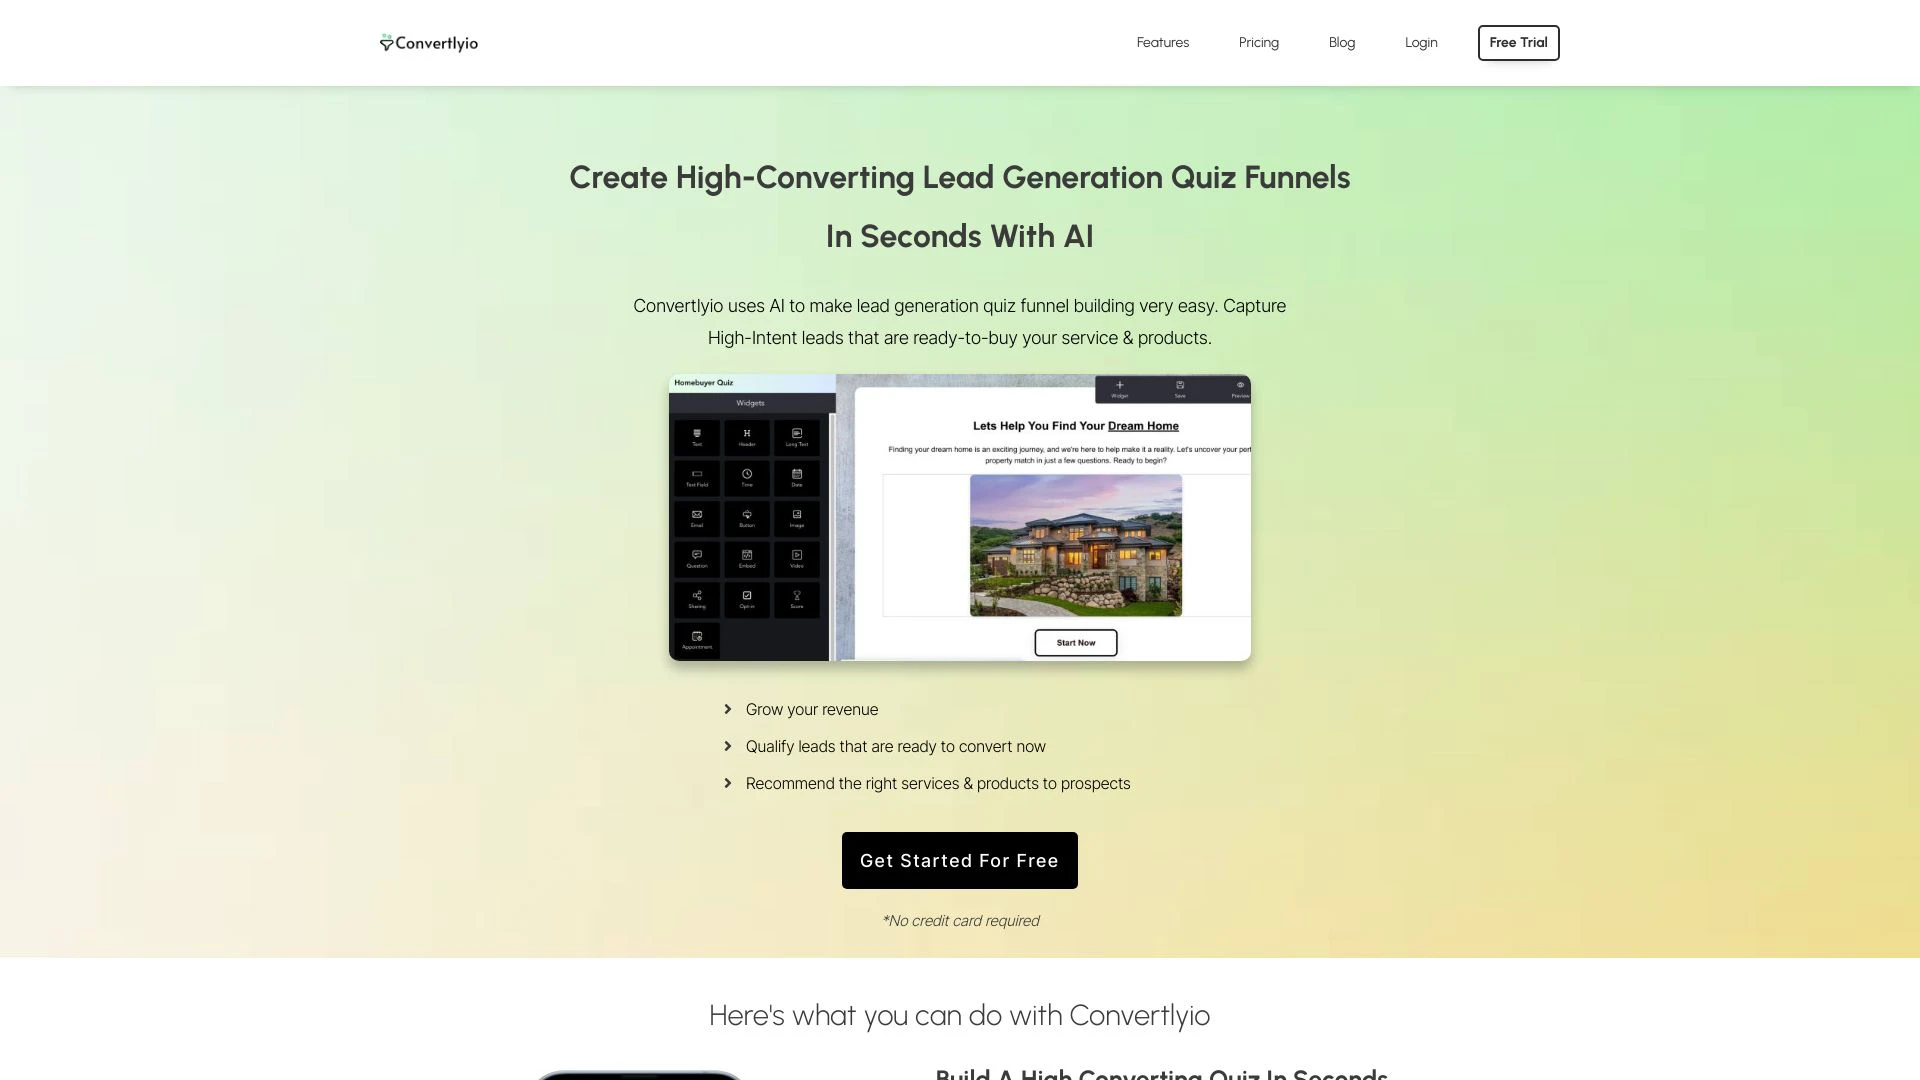 Convertlyio
Features
Pricing
Blog
Login
Free Trial
Create High-Converting Lead Generation Quiz Funnels
In Seconds With AI
Convertlyio uses AI to make lead generation quiz funnel building very easy. Capture
High-Intent leads that are ready-to-buy your service & products.
Homebuyer Quiz
Widgets
Text
Header
Long Text
Text Field
Time
Date
Email
Button
Image
Question
Embed
Video
Sharing
Opt-in
Score
Appointment
Widget
Save
Preview
Lets Help You Find Your Dream Home
Finding your dream home is an exciting journey, and we're here to help make it a reality. Let's uncover your per
property match in just a few questions. Ready to begin?
Start Now
Grow your revenue
Qualify leads that are ready to convert now
Recommend the right services & products to prospects
Get Started For Free
*No credit card required
Here's what you can do with Convertlyio
Build A High Converting Quiz In Seconds